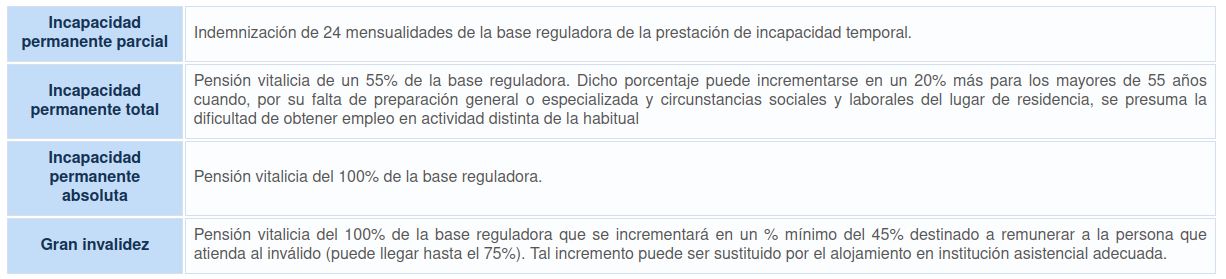 Incapacidad
permanente parcial
Indemnización de 24 mensualidades de la base reguladora de la prestación de incapacidad temporal.
Incapacidad
permanente total
Pensión vitalicia de un 55% de la base reguladora. Dicho porcentaje puede incrementarse en un 20% más para los mayores de 55 años
cuando, por su falta de preparación general o especializada y circunstancias sociales y laborales del lugar de residencia, se presuma la
dificultad de obtener empleo en actividad distinta de la habitual
Incapacidad
permanente
absoluta
Pensión vitalicia del 100% de la base reguladora.
Gran invalidez
Pensión vitalicia del 100% de la base reguladora que se incrementará en un % mínimo del 45% destinado a remunerar a la persona que
atienda al inválido (puede llegar hasta el 75%). Tal incremento puede ser sustituido por el alojamiento en institución asistencial adecuada.